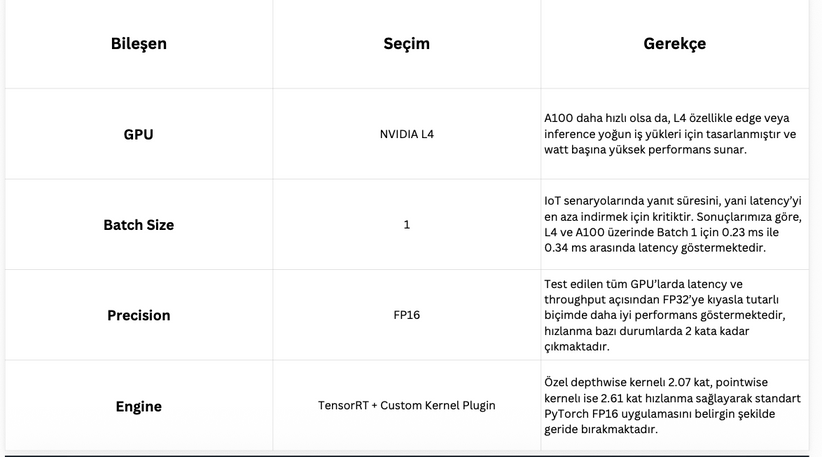 Bileşen
Seçim
Gerekçe
GPU
NVIDIA L4
A100 daha hızlı olsa da, L4 özellikle edge veya
inference yoğun iş yükleri için tasarlanmıştır ve
watt başına yüksek performans sunar.
Batch Size
1
IoT senaryolarında yanıt süresini, yani latency'yi
en aza indirmek için kritiktir. Sonuçlarımıza göre,
L4 ve A100 üzerinde Batch 1 için 0.23 ms ile
0.34 ms arasında latency göstermektedir.
Precision
FP16
Test edilen tüm GPU'larda latency ve
throughput açısından FP32'ye kıyasla tutarlı
biçimde daha iyi performans göstermektedir,
hızlanma bazı durumlarda 2 kata kadar
çıkmaktadır.
Engine
TensorRT + Custom Kernel Plugin
Özel depthwise kernelı 2.07 kat, pointwise
kernelı ise 2.61 kat hızlanma sağlayarak standart
PyTorch FP16 uygulamasını belirgin şekilde
geride bırakmaktadır.